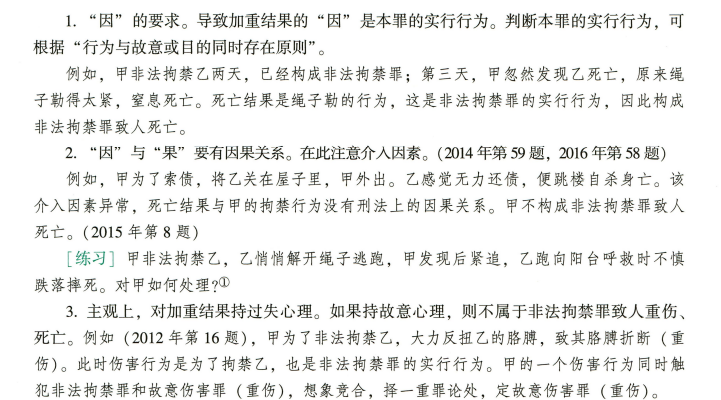 1. “因”的要求。导致加重结果的“因”是本罪的实行行为。判断本罪的实行行为，可
根据“行为与故意或目的同时存在原则”。
例如，甲非法拘禁乙两天，已经构成非法拘禁罪；第三天，甲忽然发现乙死亡，原来绳
子勒得太紧，窒息死亡。死亡结果是绳子勒的行为，这是非法拘禁罪的实行行为，因此构成
非法拘禁罪致人死亡。
2. “因”与“果”要有因果关系。在此注意介入因素。（2014 年第 59 题，2016 年第 58 题）
例如，甲为了索债，将乙关在屋子里，甲外出。乙感觉无力还债，便跳楼自杀身亡。该
介入因素异常，死亡结果与甲的拘禁行为没有刑法上的因果关系。甲不构成非法拘禁罪致人
死亡。（2015 年第 8 题）
［练习］甲非法拘禁乙，乙悄悄解开绳子逃跑，甲发现后紧追，乙跑向阳台呼救时不慎
跌落摔死。对甲如何处理？①
3. 主观上，对加重结果持过失心理。如果持故意心理，则不属于非法拘禁罪致人重伤、
死亡。例如（2012 年第 16 题），甲为了非法拘禁乙，大力反扭乙的胳膊，致其胳膊折断（重
伤）。此时伤害行为是为了拘禁乙，也是非法拘禁罪的实行行为。甲的一个伤害行为同时触
犯非法拘禁罪和故意伤害罪（重伤），想象竞合，择一重罪论处，定故意伤害罪（重伤）。